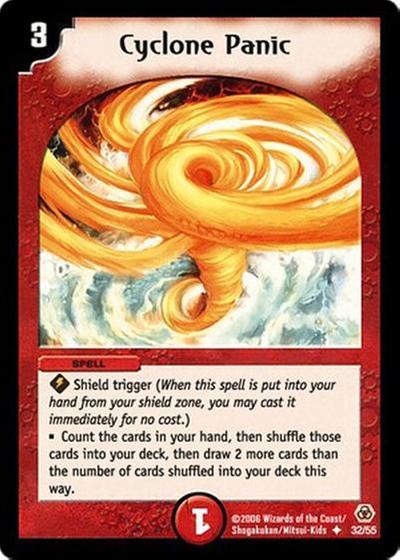 3
Cyclone Panic
SPELL
Shield trigger (When this spell is put into your
hand from your shield zone, you may cast it
immediately for no cost.)
▪ Count the cards in your hand, then shuffle those
cards into your deck, then draw 2 more cards than
the number of cards shuffled into your deck this
way.
1
©2006 Wizards of the Coast/
Shogakukan/Mitsui-Kids ♦ 32/55